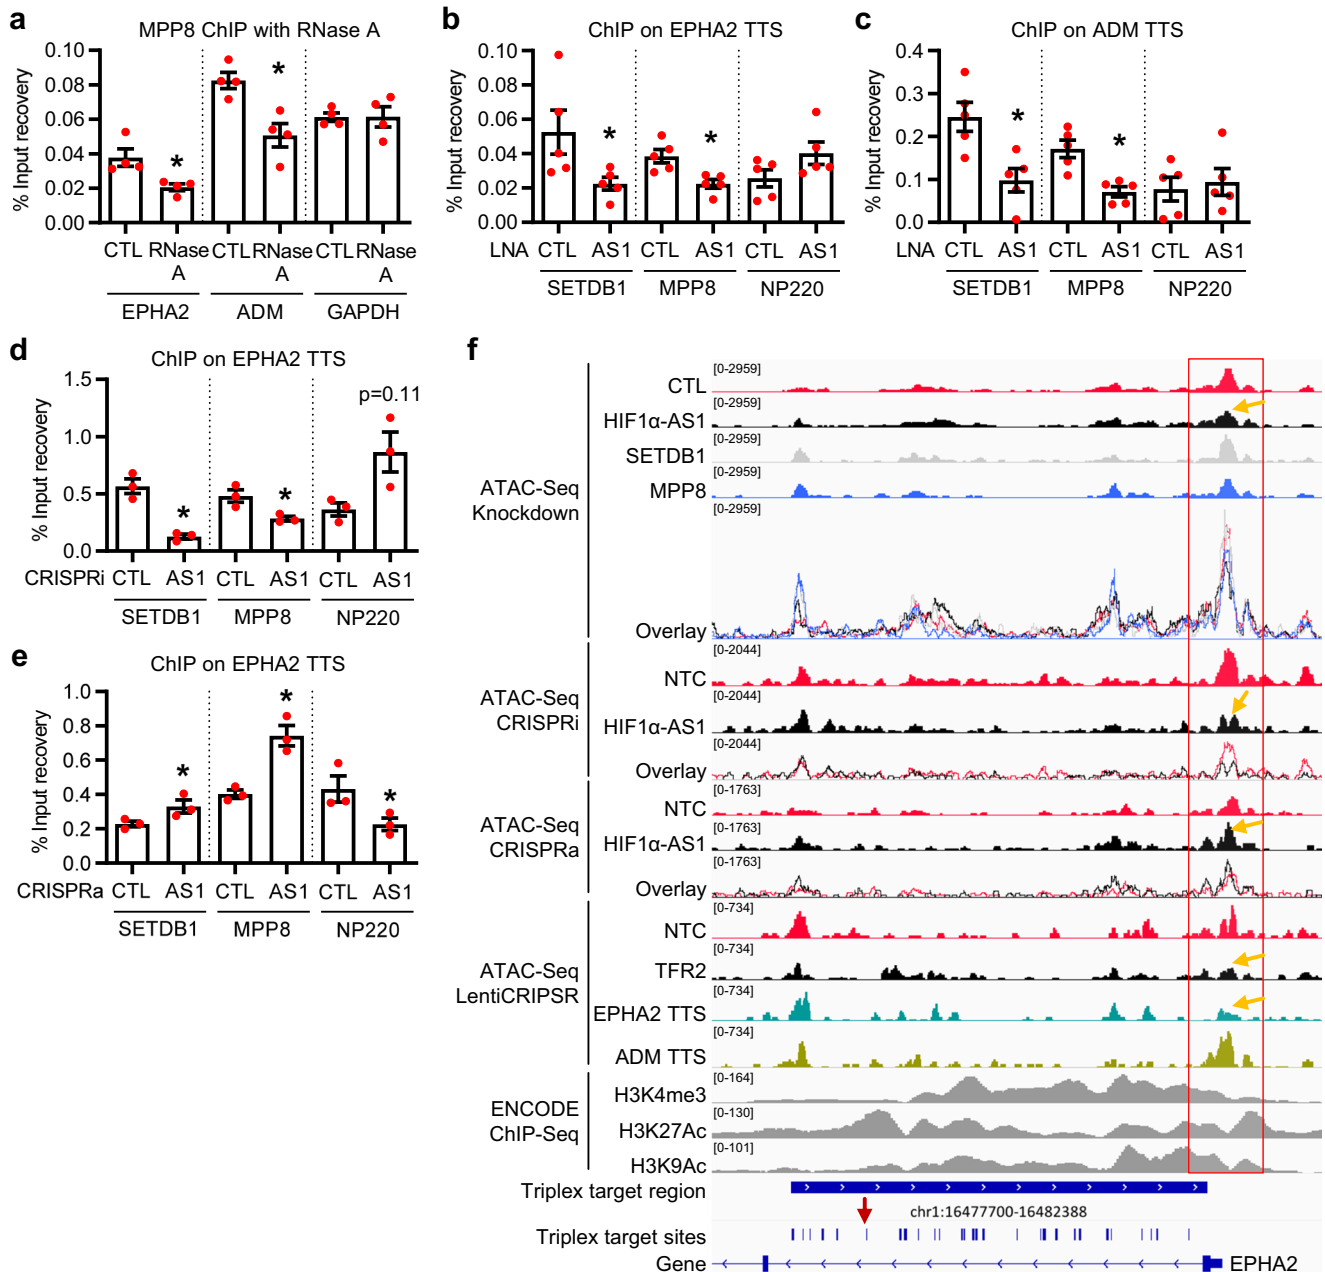 a
MPP8 ChIP with RNase A
% Input recovery
0.10
0.08
0.06
0.04
0.02
0.00
*
*
CTL RNase A CTL RNase A CTL RNase A
EPHA2 ADM GAPDH
b
ChIP on EPHA2 TTS
% Input recovery
0.10
0.08
0.06
0.04
0.02
0.00
*
*
LNA CTL AS1 CTL AS1 CTL AS1
SETDB1 MPP8 NP220
c
ChIP on ADM TTS
% Input recovery
0.4
0.3
0.2
0.1
0.0
*
*
LNA CTL AS1 CTL AS1 CTL AS1
SETDB1 MPP8 NP220
d
ChIP on EPHA2 TTS
% Input recovery
1.5
1.0
0.5
0.0
*
*
p=0.11
CRISPRi CTL AS1 CTL AS1 CTL AS1
SETDB1 MPP8 NP220
e
ChIP on EPHA2 TTS
% Input recovery
1.0
0.8
0.6
0.4
0.2
0.0
*
*
*
CRISPRa CTL AS1 CTL AS1 CTL AS1
SETDB1 MPP8 NP220
f
ATAC-Seq
Knockdown
CTL [0-2959]
HIF1α-AS1 [0-2959]
SETDB1 [0-2959]
MPP8 [0-2959]
Overlay [0-2959]
ATAC-Seq
CRISPRi
NTC [0-2044]
HIF1α-AS1 [0-2044]
Overlay [0-2044]
ATAC-Seq
CRISPRa
NTC [0-1763]
HIF1α-AS1 [0-1763]
Overlay [0-1763]
ATAC-Seq
LentiCRIPSR
NTC [0-734]
TFR2 [0-734]
EPHA2 TTS [0-734]
ADM TTS [0-734]
ENCODE
ChIP-Seq
H3K4me3 [0-164]
H3K27Ac [0-130]
H3K9Ac [0-101]
Triplex target region
chr1:16477700-16482388
Triplex target sites
Gene
EPHA2